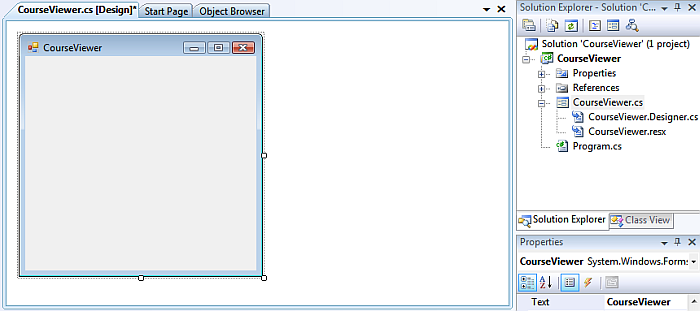 CourseViewer.cs [Design]* Start Page Object Browser
CourseViewer
Solution Explorer - Solution 'C...
Solution 'CourseViewer' (1 project)
CourseViewer
Properties
References
CourseViewer.cs
CourseViewer.Designer.cs
CourseViewer.resx
Program.cs
Solution Explorer Class View
Properties
CourseViewer System.Windows.Form:
Text CourseViewer